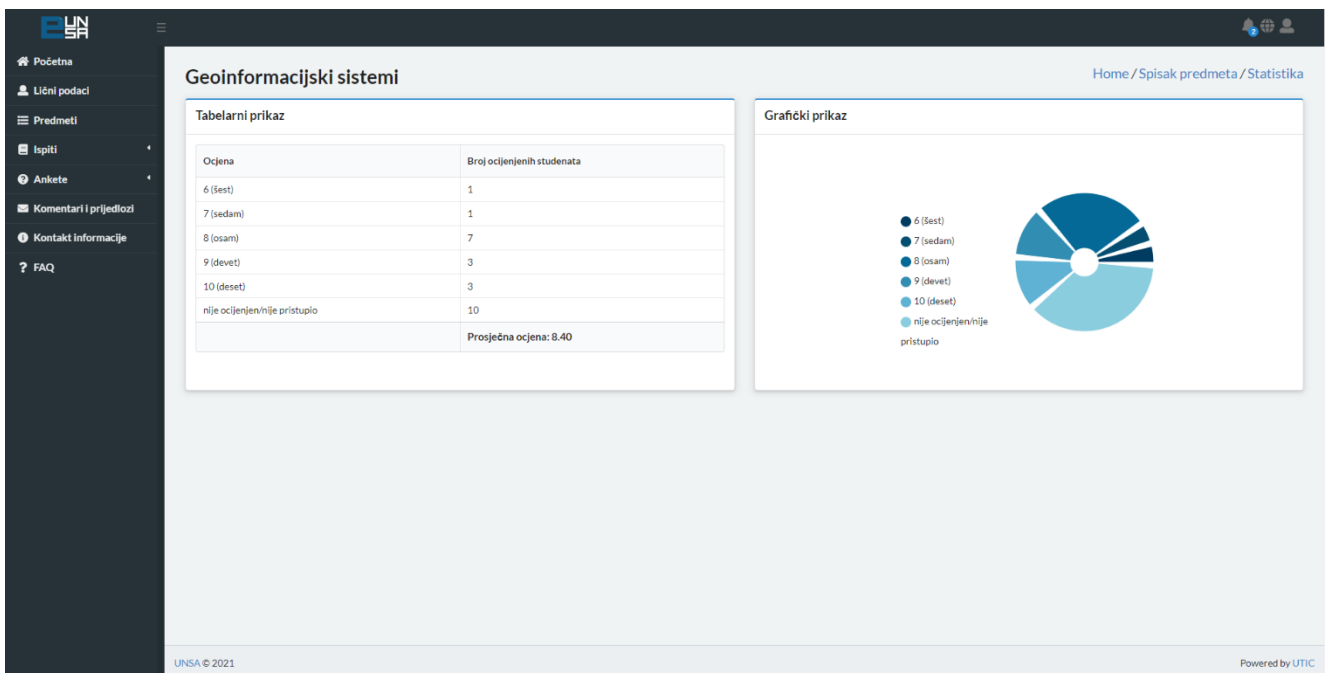 eUNSA
2
Početna
Lični podaci
Predmeti
Ispiti
Ankete
Komentari i prijedlozi
Kontakt informacije
FAQ
Geoinformacijski sistemi
Home / Spisak predmeta / Statistika
Tabelarni prikaz
Ocjena Broj ocijenjenih studenata
6 (šest) 1
7 (sedam) 1
8 (osam) 7
9 (devet) 3
10 (deset) 3
nije ocijenjen/nije pristupio 10
Prosječna ocjena: 8.40
Grafički prikaz
6 (šest)
7 (sedam)
8 (osam)
9 (devet)
10 (deset)
nije ocijenjen/nije
pristupio
UNSA © 2021
Powered by UTIC